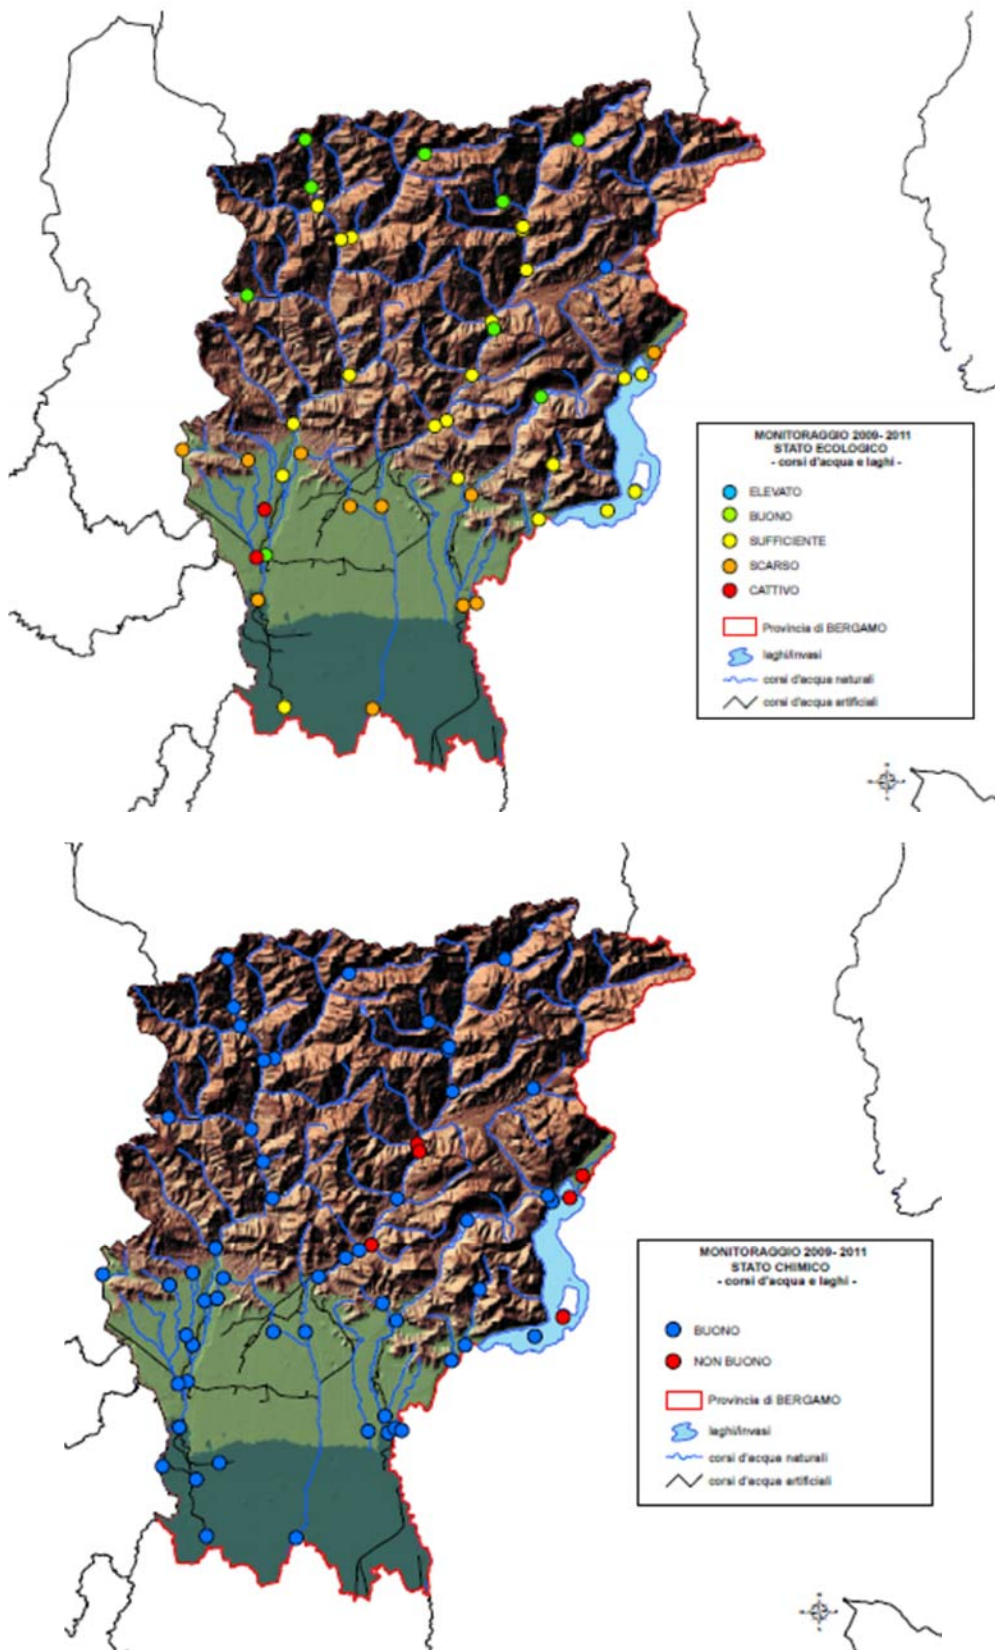 MONITORAGGIO 2009- 2011
STATO ECOLOGICO
- corsi d'acqua e laghi -
ELEVATO
BUONO
SUFFICIENTE
SCARSO
CATTIVO
Provincia di BERGAMO
laghi/invasi
corsi d'acqua naturali
corsi d'acqua artificiali
MONITORAGGIO 2009- 2011
STATO CHIMICO
- corsi d'acqua e laghi -
BUONO
NON BUONO
Provincia di BERGAMO
laghi/invasi
corsi d'acqua naturali
corsi d'acqua artificiali